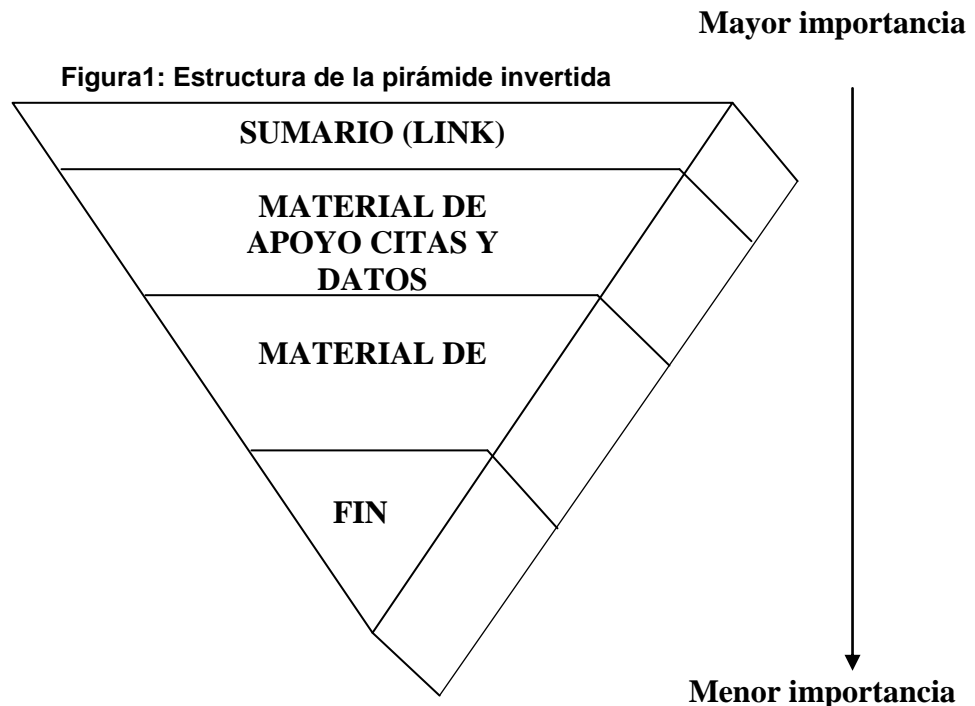 Mayor importancia
Figura1: Estructura de la pirámide invertida
SUMARIO (LINK)
MATERIAL DE
APOYO CITAS Y
DATOS
MATERIAL DE
FIN
Menor importancia